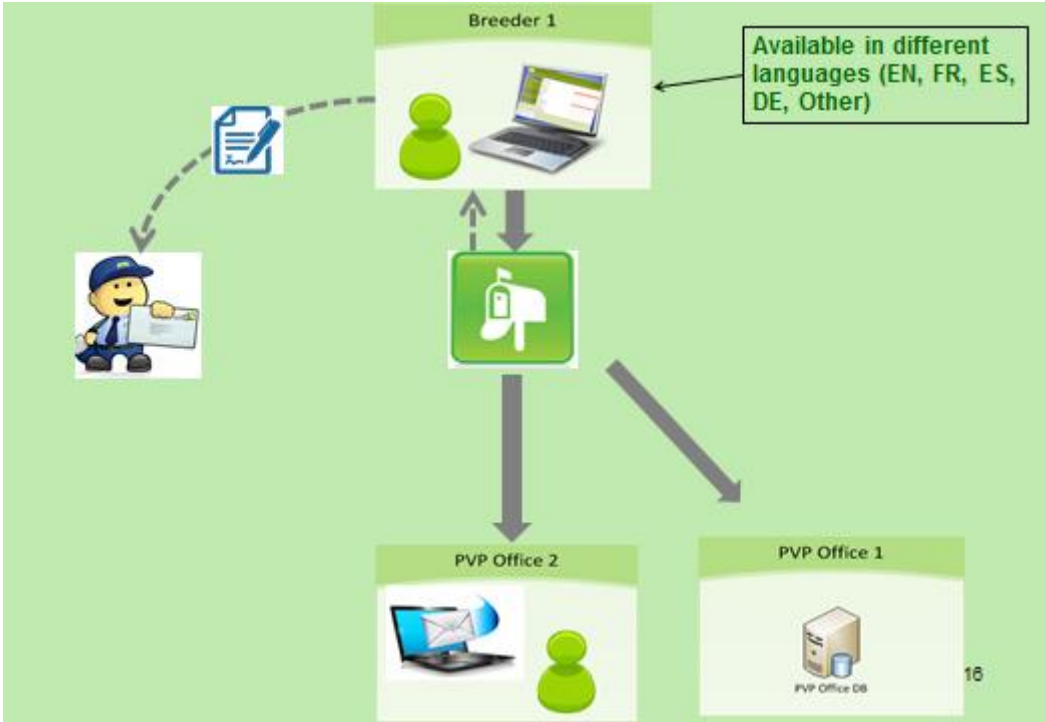 Breeder 1
Available in different
languages (EN, FR, ES,
DE, Other)
PVP Office 2
PVP Office 1
PVP Office DB
16